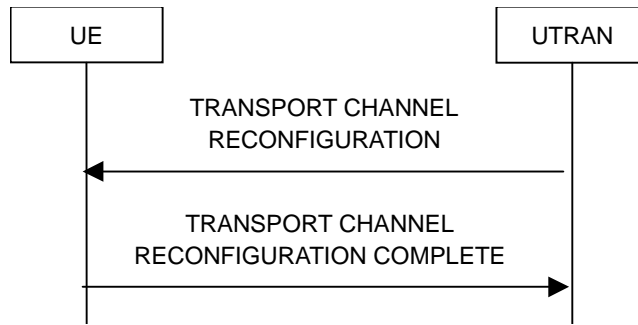 UE
UTRAN
TRANSPORT CHANNEL
RECONFIGURATION
TRANSPORT CHANNEL
RECONFIGURATION COMPLETE